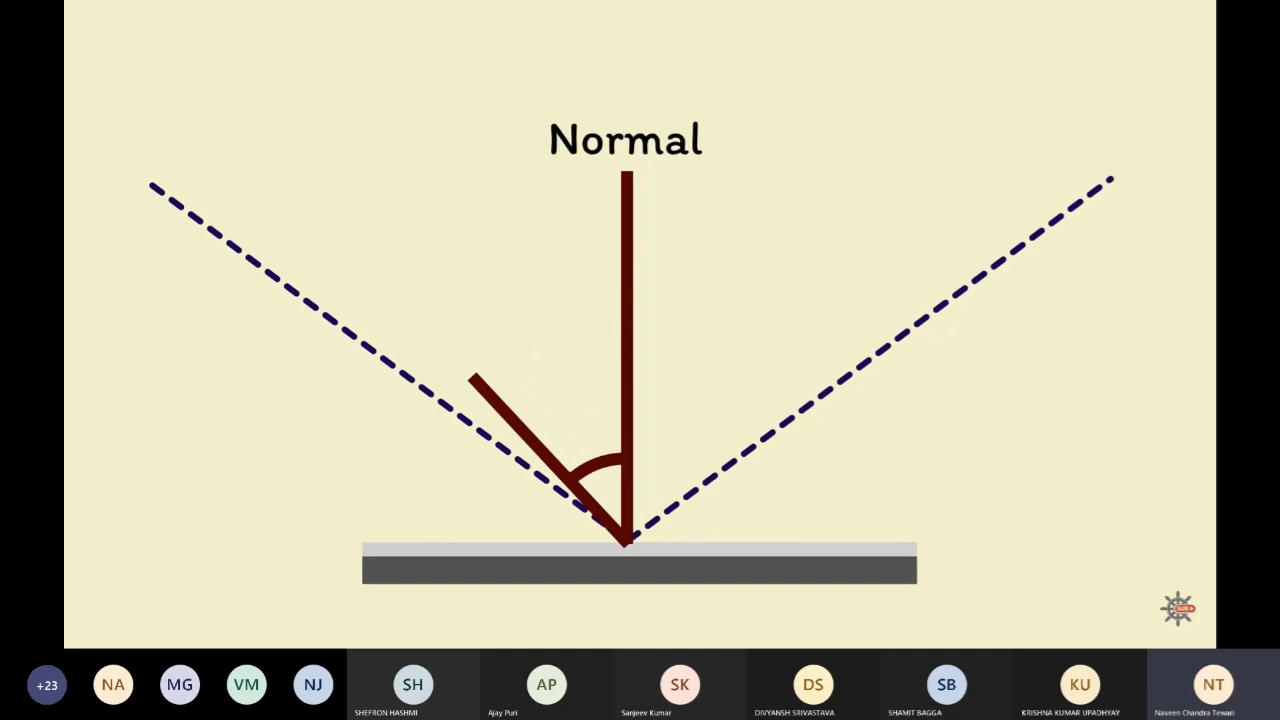 Normal
SUB
+23
NA
MG
VM
NJ
SH
AP
SK
DS
SB
KU
NT
SHEFRON HASHMI
Ajay Puri
Sanjeev Kumar
DIVYANSH SRIVASTAVA
SHAMIT BAGGA
KRISHNA KUMAR UPADHYAY
Naveen Chandra Tewari